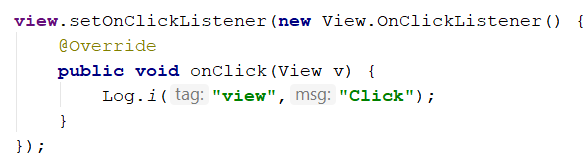 view.setOnClickListener(new View.OnClickListener() {
    @Override
    public void onClick(View v) {
        Log.i( tag: "view", msg: "Click");
    }
});